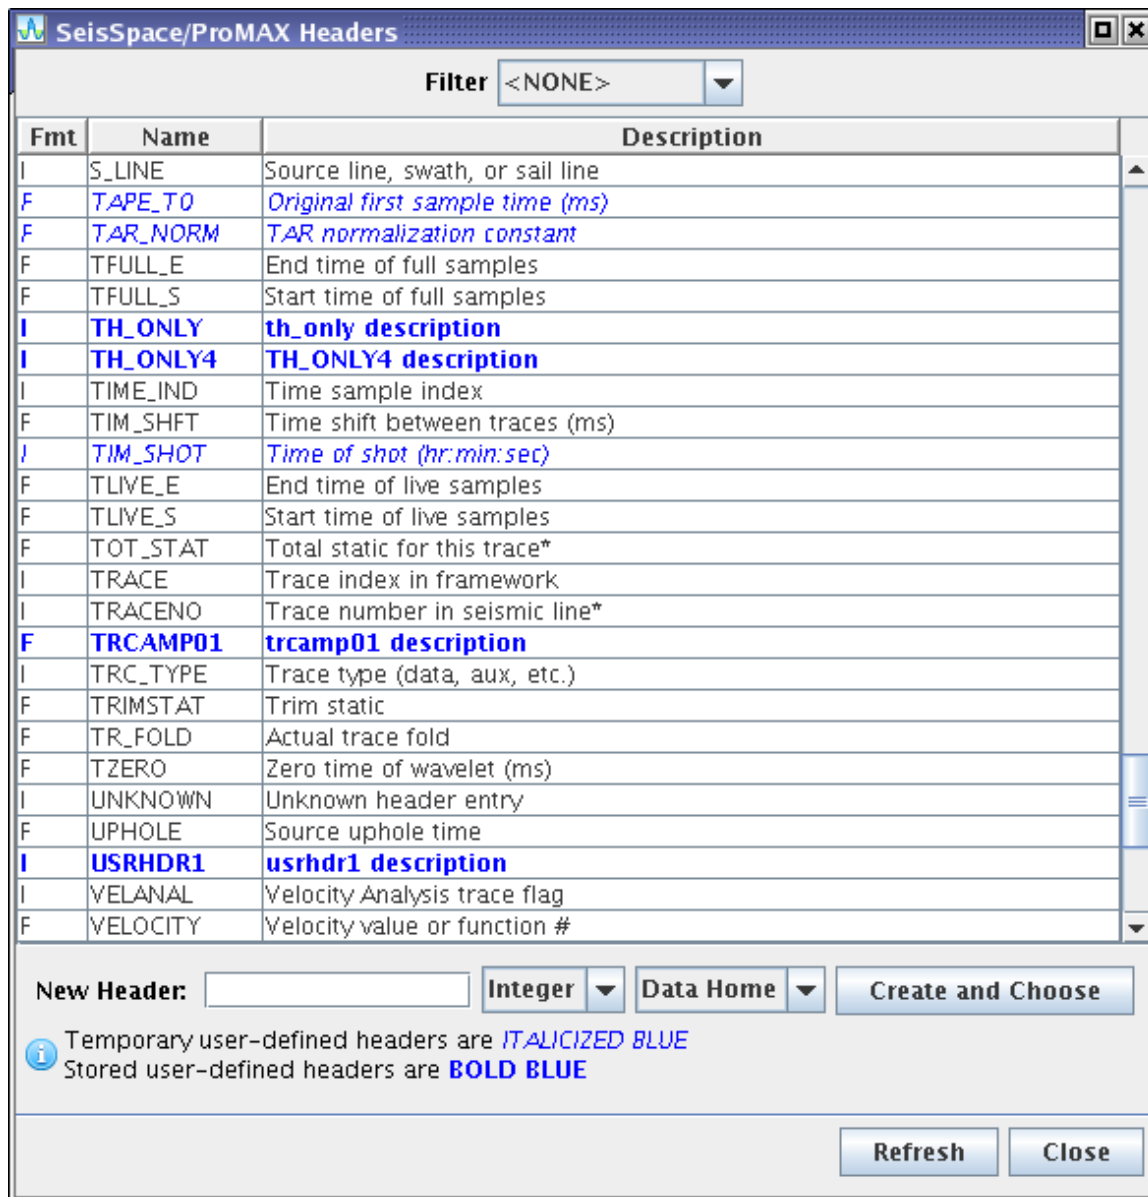 SeisSpace/ProMAX Headers
Filter <NONE>
Fmt Name Description
I S_LINE Source line, swath, or sail line
F TAPE_T0 Original first sample time (ms)
F TAR_NORM TAR normalization constant
F TFULL_E End time of full samples
F TFULL_S Start time of full samples
I TH_ONLY th_only description
I TH_ONLY4 TH_ONLY4 description
I TIME_IND Time sample index
F TIM_SHFT Time shift between traces (ms)
I TIM_SHOT Time of shot (hr:min:sec)
F TLIVE_E End time of live samples
F TLIVE_S Start time of live samples
F TOT_STAT Total static for this trace*
I TRACE Trace index in framework
I TRACENO Trace number in seismic line*
F TRCAMP01 trcamp01 description
I TRC_TYPE Trace type (data, aux, etc.)
F TRIMSTAT Trim static
F TR_FOLD Actual trace fold
F TZERO Zero time of wavelet (ms)
I UNKNOWN Unknown header entry
F UPHOLE Source uphole time
I USRHDR1 usrhdr1 description
I VELANAL Velocity Analysis trace flag
F VELOCITY Velocity value or function #
New Header: Integer Data Home Create and Choose
Temporary user-defined headers are ITALICIZED BLUE
Stored user-defined headers are BOLD BLUE
Refresh Close